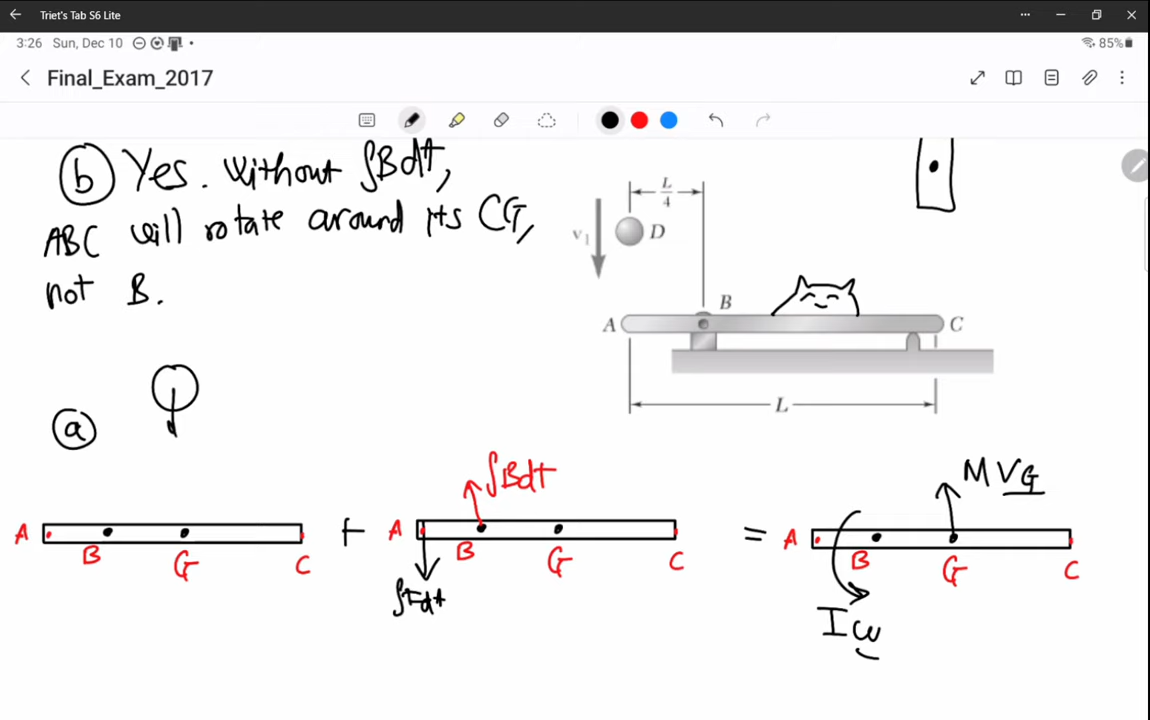 Triet's Tab S6 Lite
3:26 Sun, Dec 10
85%
Final_Exam_2017
(b) Yes. Without ∫Bdt,
ABC will rotate around its CG,
not B.
L/4
v1
D
B
A
C
L
(a)
∫Bdt
MVG
A B G C
+
A B G C
=
A B G C
∫Fdt
Iω